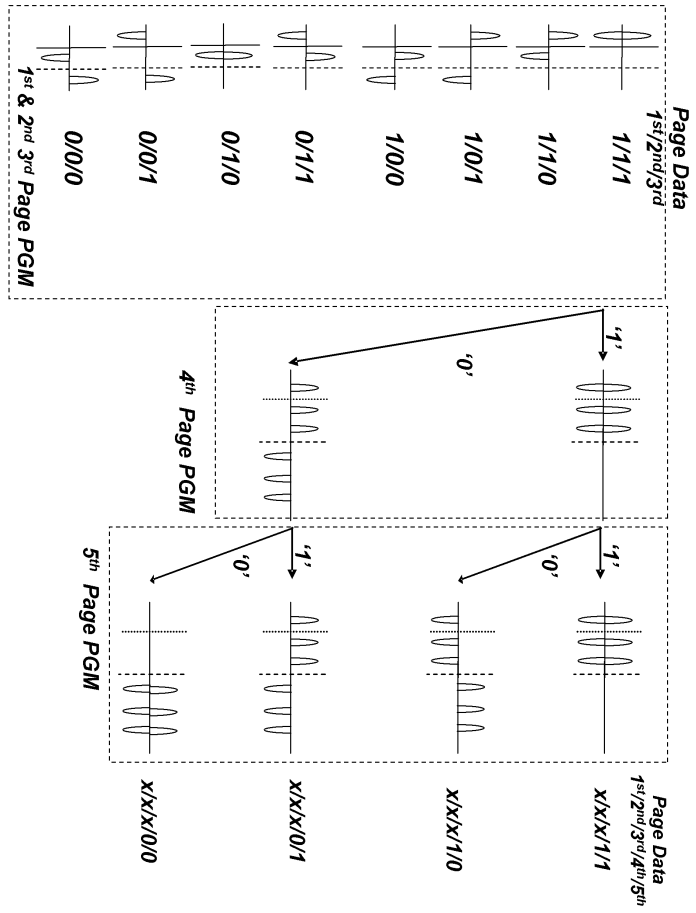 Page Data
1st/2nd/3rd
1/1/1
1/1/0
1/0/1
1/0/0
0/1/1
0/1/0
0/0/1
0/0/0
1st & 2nd 3rd Page PGM
'1'
'0'
4th Page PGM
'1'
'0'
'1'
'0'
5th Page PGM
Page Data
1st/2nd/3rd/4th/5th
x/x/x/1/1
x/x/x/1/0
x/x/x/0/1
x/x/x/0/0